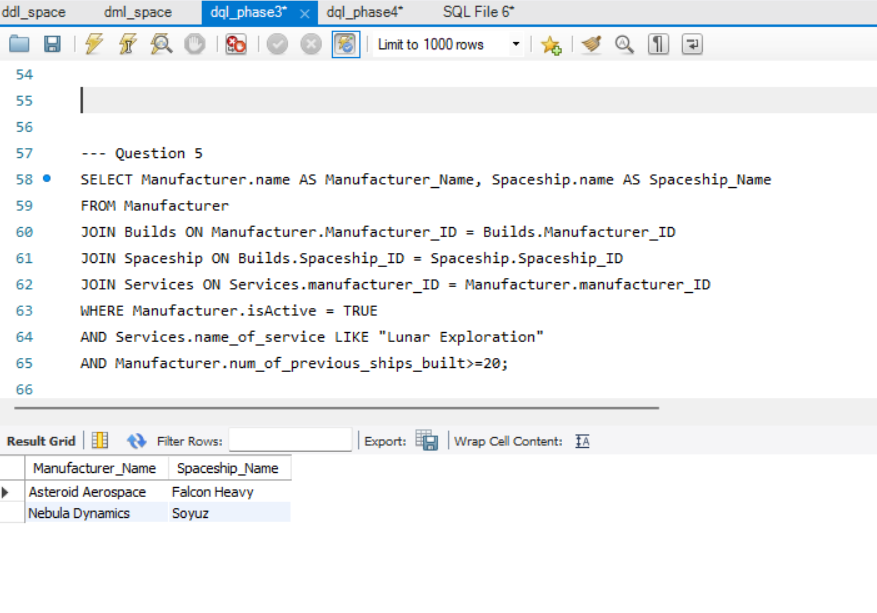 ddl_space dml_space dql_phase3* × dql_phase4* SQL File 6*
Limit to 1000 rows
54
55
56
57 --- Question 5
58 SELECT Manufacturer.name AS Manufacturer_Name, Spaceship.name AS Spaceship_Name
59 FROM Manufacturer
60 JOIN Builds ON Manufacturer.Manufacturer_ID = Builds.Manufacturer_ID
61 JOIN Spaceship ON Builds.Spaceship_ID = Spaceship.Spaceship_ID
62 JOIN Services ON Services.manufacturer_ID = Manufacturer.manufacturer_ID
63 WHERE Manufacturer.isActive = TRUE
64 AND Services.name_of_service LIKE "Lunar Exploration"
65 AND Manufacturer.num_of_previous_ships_built>=20;
66
Result Grid Filter Rows: Export: Wrap Cell Content:
Manufacturer_Name Spaceship_Name
Asteroid Aerospace Falcon Heavy
Nebula Dynamics Soyuz